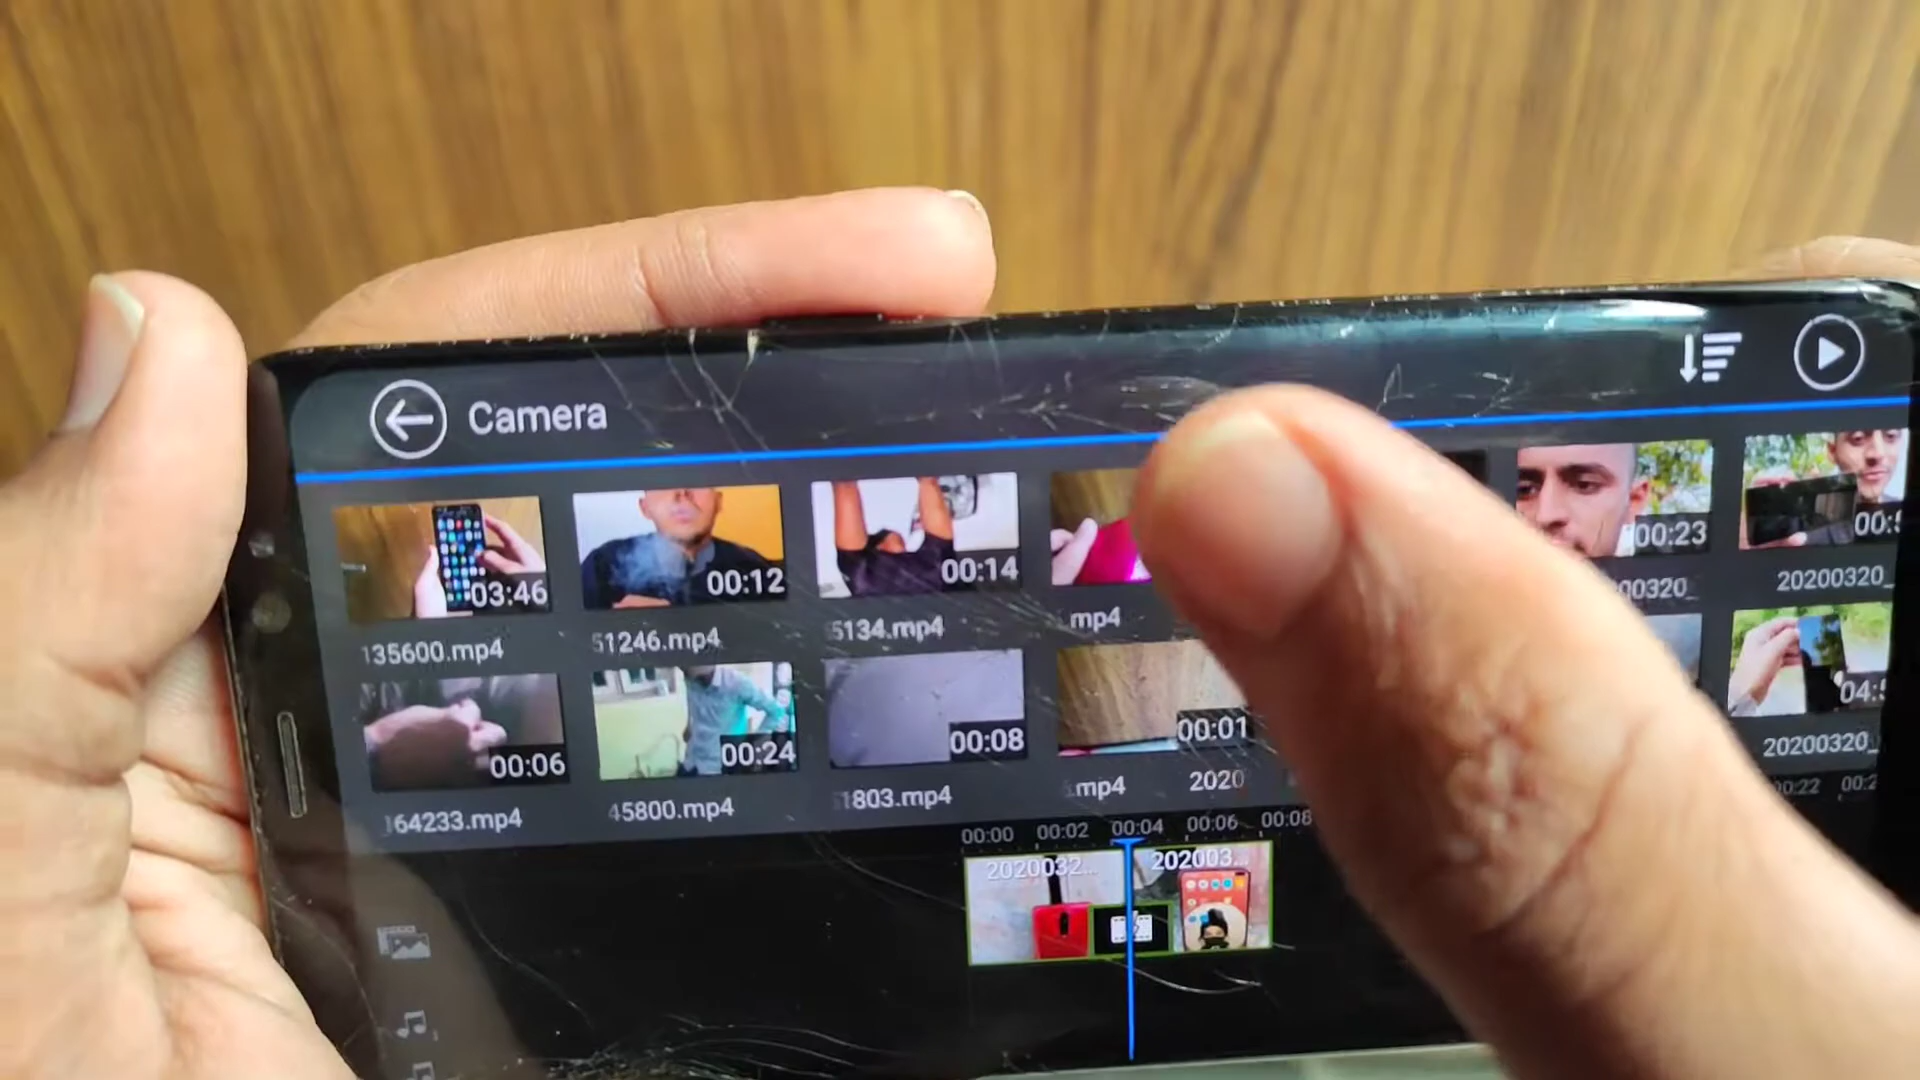 Camera
03:46 00:12 00:14 00:23
135600.mp4 51246.mp4 5134.mp4 .mp4 20200320_
00:06 00:24 00:08 00:01
164233.mp4 45800.mp4 1803.mp4 .mp4 2020 20200320_
00:00 00:02 00:04 00:06 00:08 00:22
2020032... 202003...